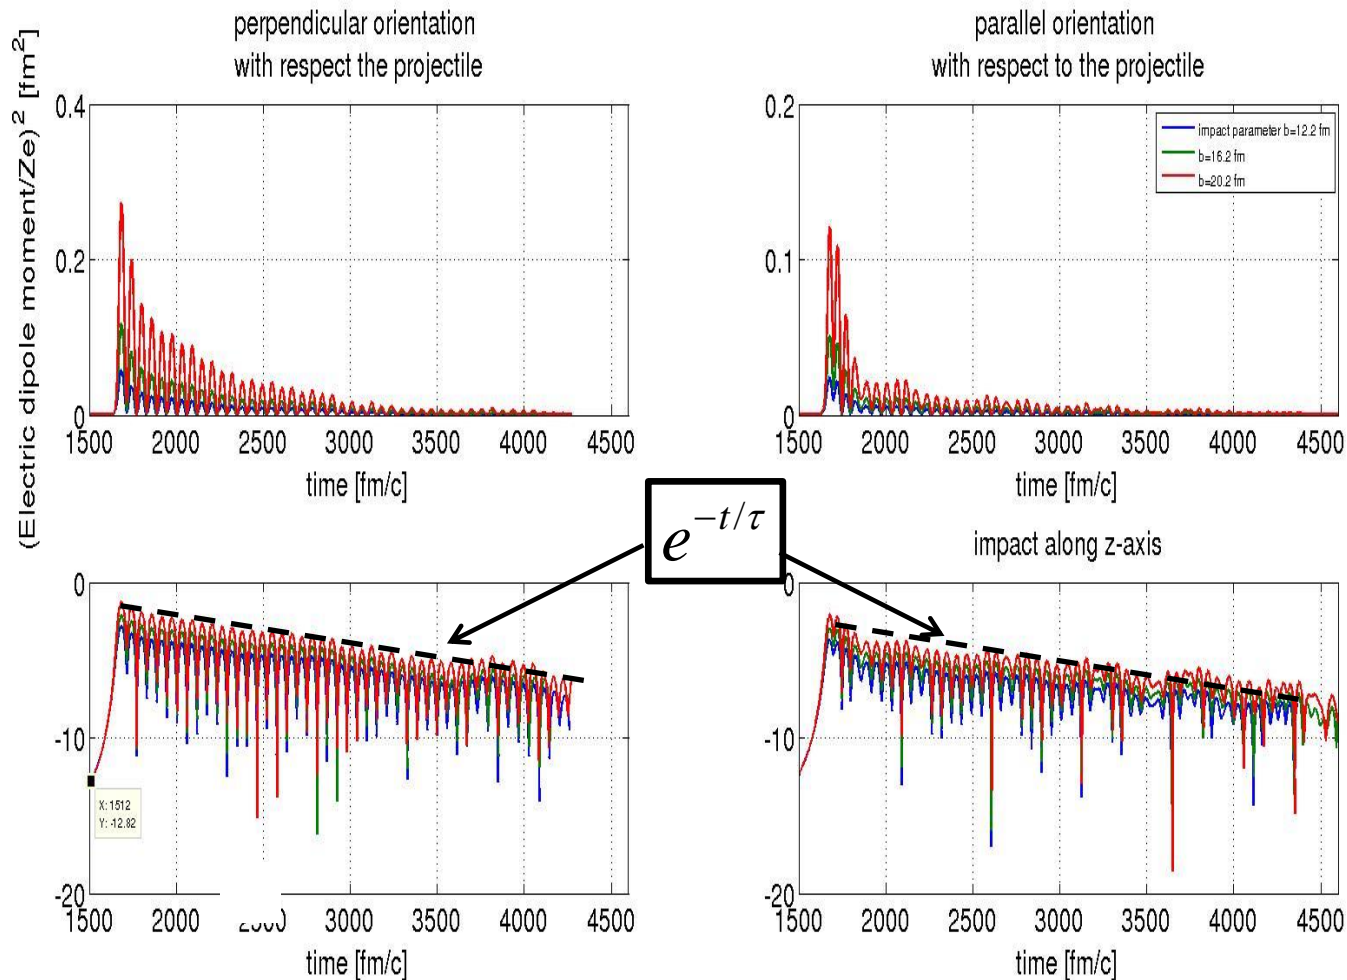 perpendicular orientation
with respect the projectile
parallel orientation
with respect to the projectile
(Electric dipole moment/Ze)² [fm²]
0.4
0.2
0
1500 2000 2500 3000 3500 4000 4500
time [fm/c]
0.2
0.1
0
impact parameter b=12.2 fm
b=16.2 fm
b=20.2 fm
1500 2000 2500 3000 3500 4000 4500
time [fm/c]
e^{-t/τ}
impact along z-axis
0
-10
-20
X: 1512
Y: -12.82
1500 2000 2500 3000 3500 4000 4500
time [fm/c]
0
-10
-20
1500 2000 2500 3000 3500 4000 4500
time [fm/c]